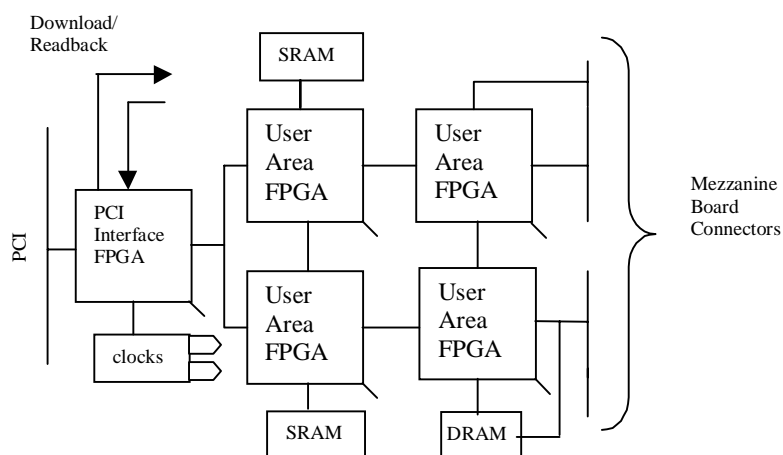 Download/
Readback
SRAM
User
Area
FPGA
User
Area
FPGA
PCI
PCI
Interface
FPGA
Mezzanine
Board
Connectors
User
Area
FPGA
User
Area
FPGA
clocks
SRAM
DRAM